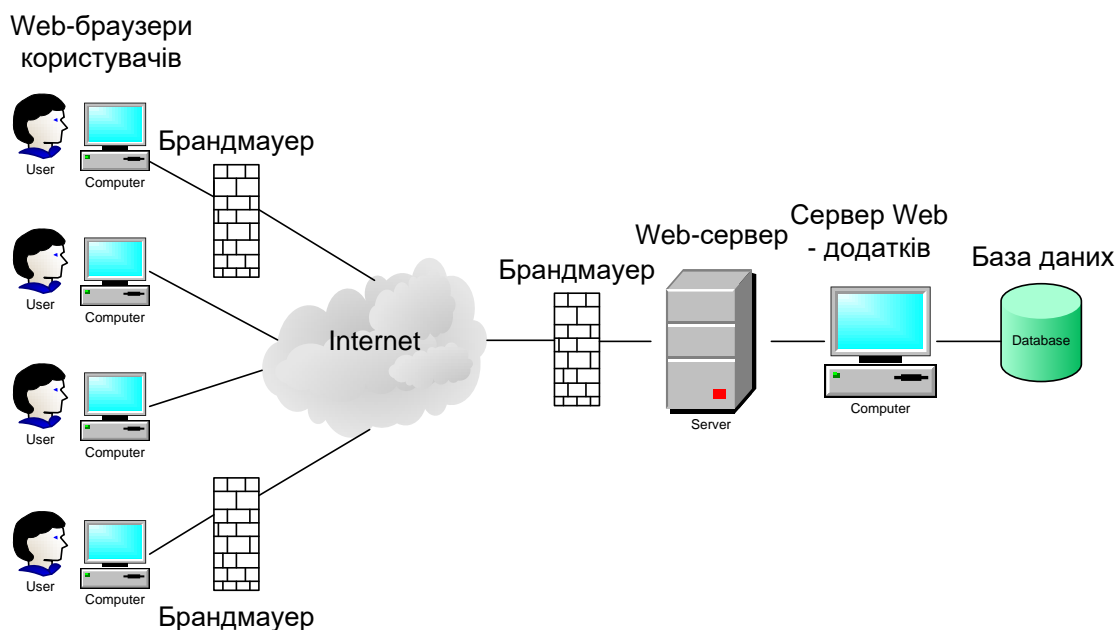 Web-браузери
користувачів
User
Computer
Брандмауер
User
Computer
User
Computer
User
Computer
Брандмауер
Internet
Брандмауер
Web-сервер
Server
Сервер Web
- додатків
Computer
База даних
Database